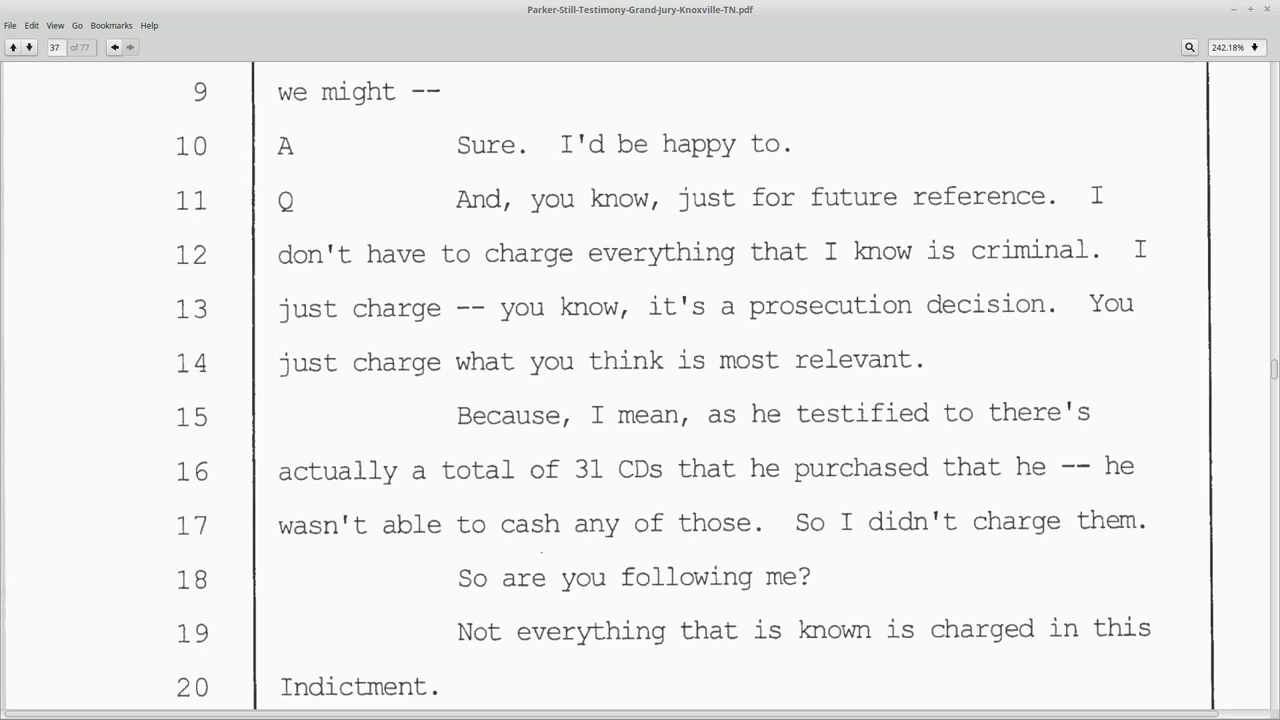 Parker-Still-Testimony-Grand-Jury-Knoxville-TN.pdf
File Edit View Go Bookmarks Help
37 of 77 242.18%
9 we might --
10 A Sure. I'd be happy to.
11 Q And, you know, just for future reference. I
12 don't have to charge everything that I know is criminal. I
13 just charge -- you know, it's a prosecution decision. You
14 just charge what you think is most relevant.
15 Because, I mean, as he testified to there's
16 actually a total of 31 CDs that he purchased that he -- he
17 wasn't able to cash any of those. So I didn't charge them.
18 So are you following me?
19 Not everything that is known is charged in this
20 Indictment.